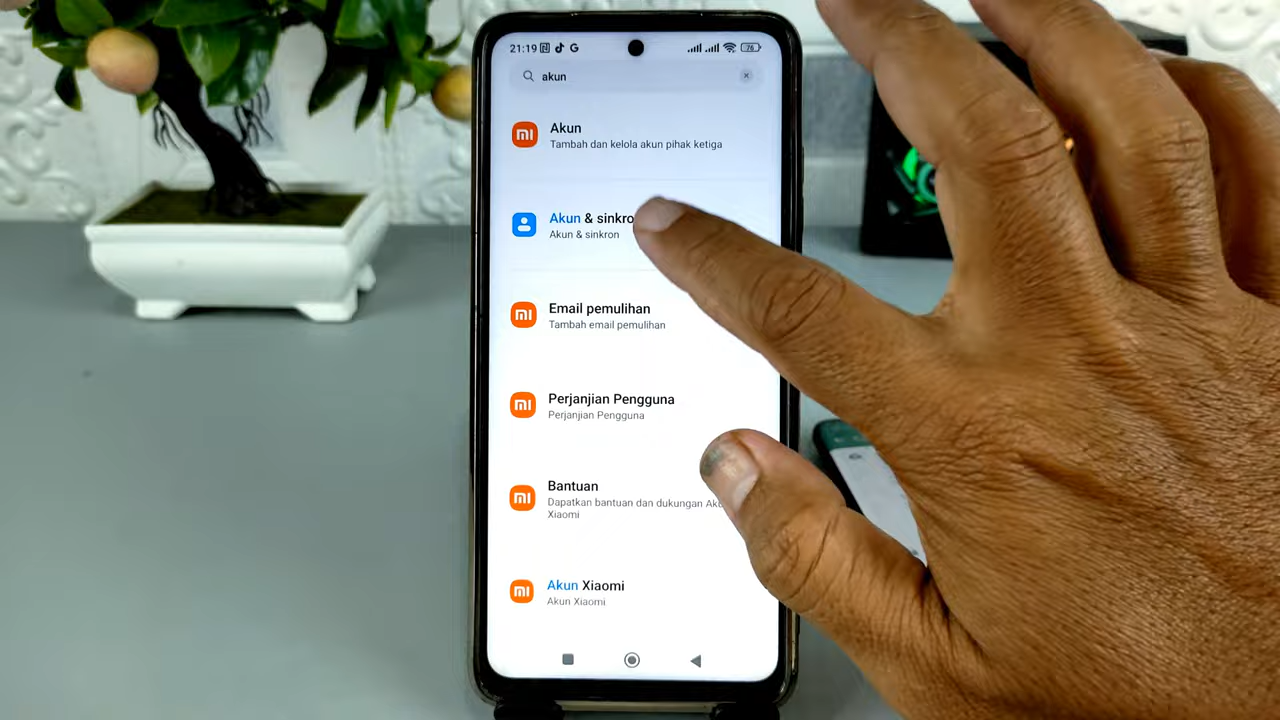 21:19
76
akun
Akun
Tambah dan kelola akun pihak ketiga
Akun & sinkro
Akun & sinkron
Email pemulihan
Tambah email pemulihan
Perjanjian Pengguna
Perjanjian Pengguna
Bantuan
Dapatkan bantuan dan dukungan
Xiaomi
Akun Xiaomi
Akun Xiaomi